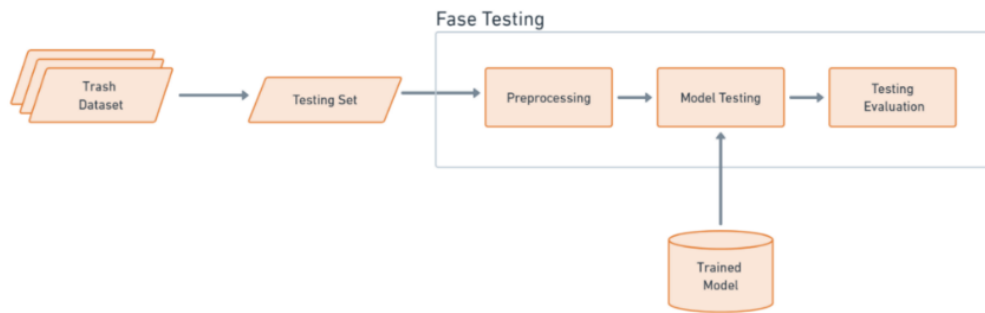 Fase Testing
Trash
Dataset
Testing Set
Preprocessing
Model Testing
Testing
Evaluation
Trained
Model